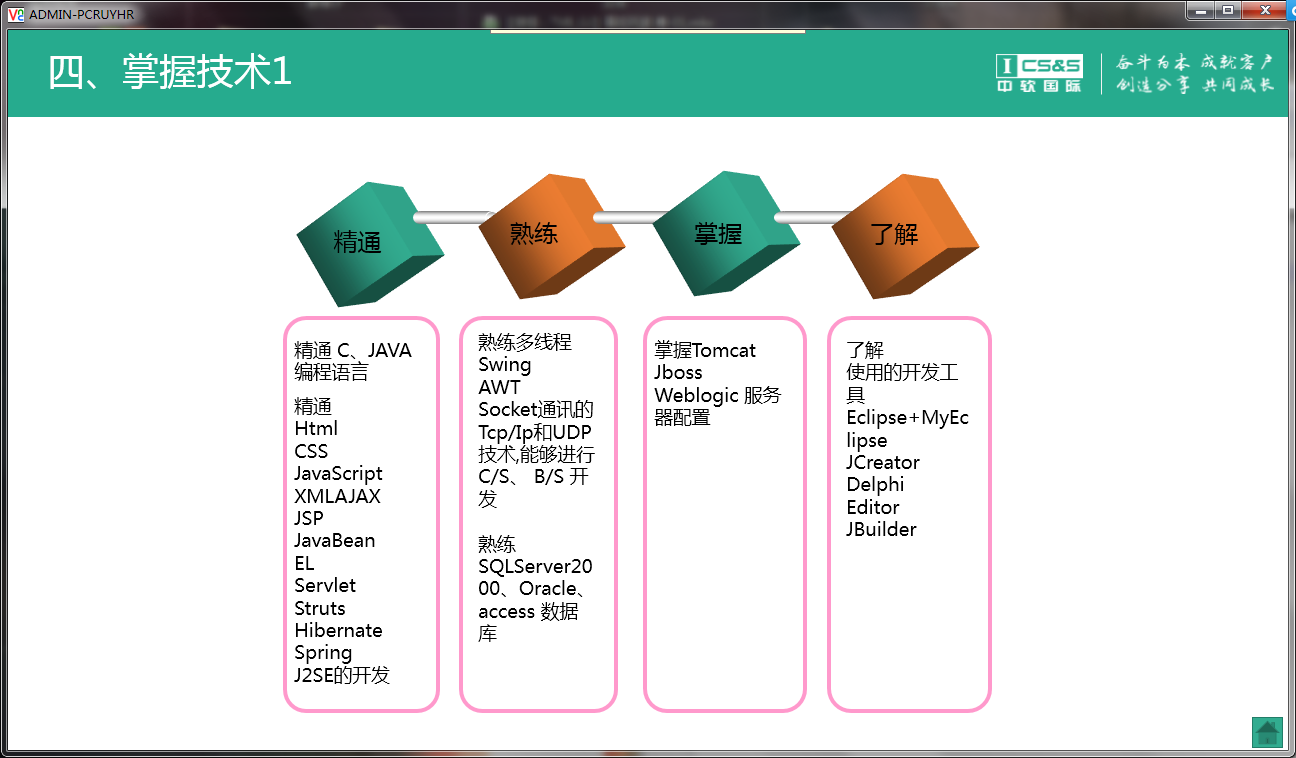 ADMIN-PCRUYHR
四、掌握技术1
I CS&S
中软国际
奋斗为本 成就客户
创造分享 共同成长
精通
熟练
掌握
了解
精通 C、JAVA
编程语言
精通
Html
CSS
JavaScript
XMLAJAX
JSP
JavaBean
EL
Servlet
Struts
Hibernate
Spring
J2SE的开发
熟练多线程
Swing
AWT
Socket通讯的
Tcp/Ip和UDP
技术,能够进行
C/S、 B/S 开
发
熟练
SQLServer20
00、Oracle、
access 数据
库
掌握Tomcat
Jboss
Weblogic 服务
器配置
了解
使用的开发工
具
Eclipse+MyEc
lipse
JCreator
Delphi
Editor
JBuilder